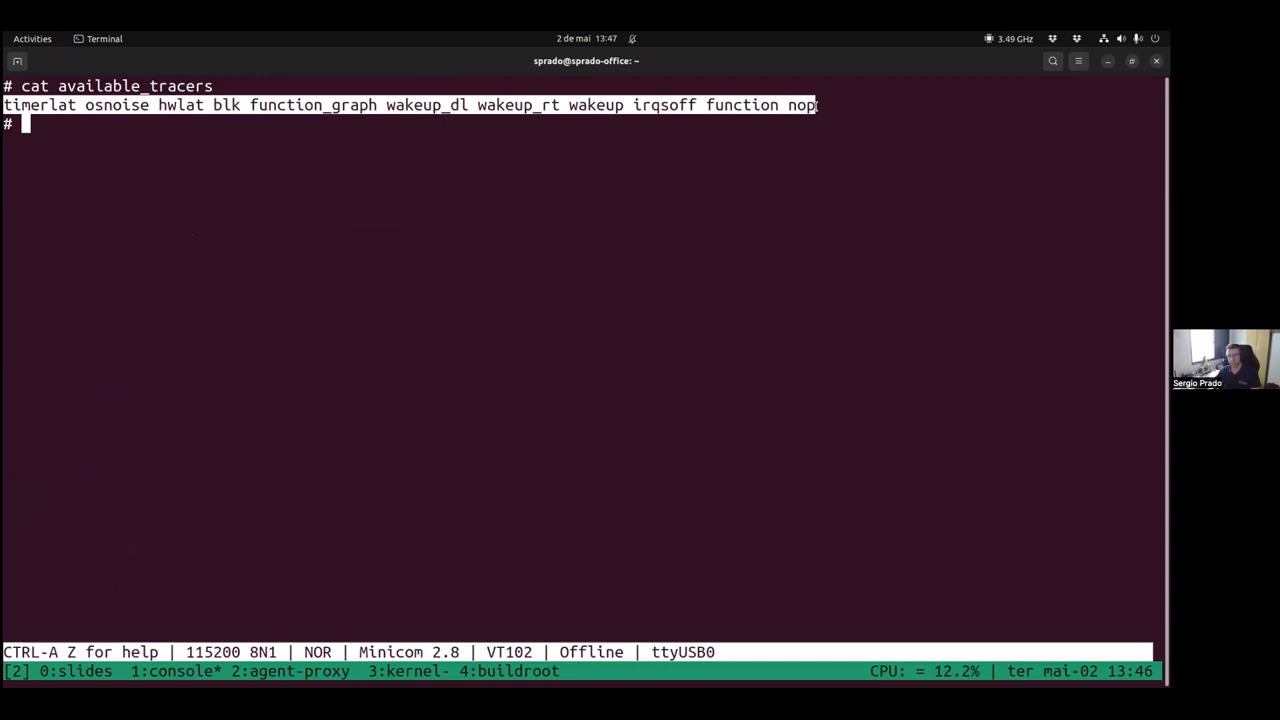 Activities Terminal 2 de mai 13:47 3.49 GHz
sprado@sprado-office: ~
# cat available_tracers
timerlat osnoise hwlat blk function_graph wakeup_dl wakeup_rt wakeup irqsoff function nop
#
Sergio Prado
CTRL-A Z for help | 115200 8N1 | NOR | Minicom 2.8 | VT102 | Offline | ttyUSB0
[2] 0:slides 1:console* 2:agent-proxy 3:kernel- 4:buildroot CPU: = 12.2% | ter mai-02 13:46